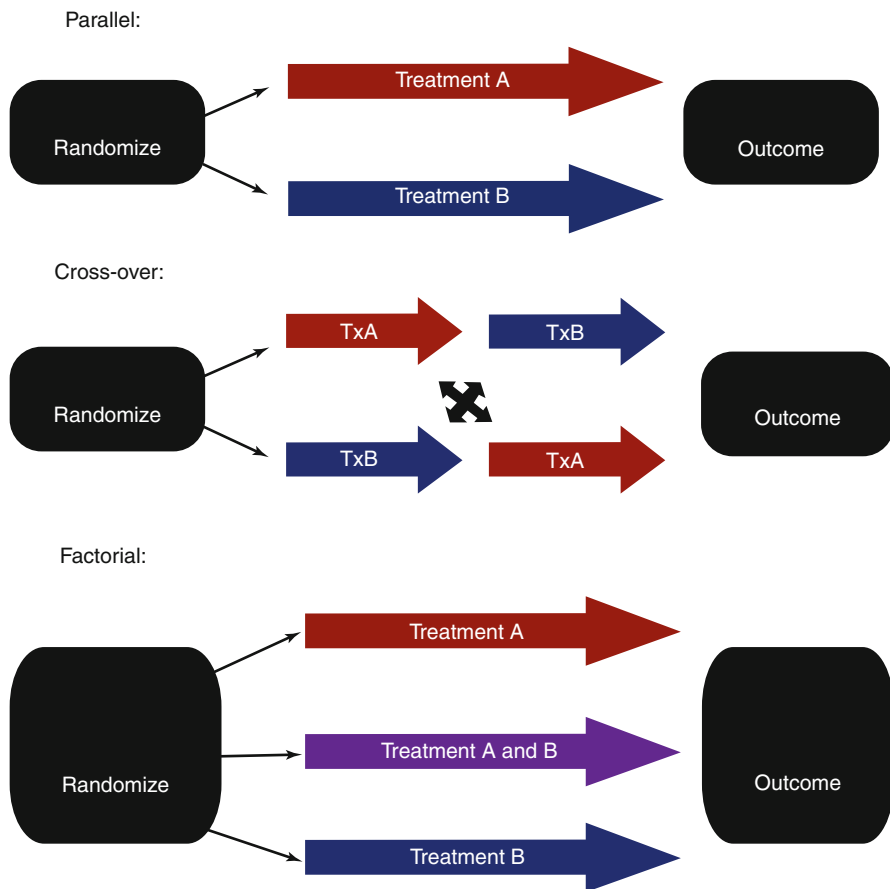 Parallel:
Treatment A
Randomize
Outcome
Treatment B
Cross-over:
TxA
TxB
Randomize
Outcome
TxB
TxA
Factorial:
Treatment A
Treatment A and B
Randomize
Outcome
Treatment B